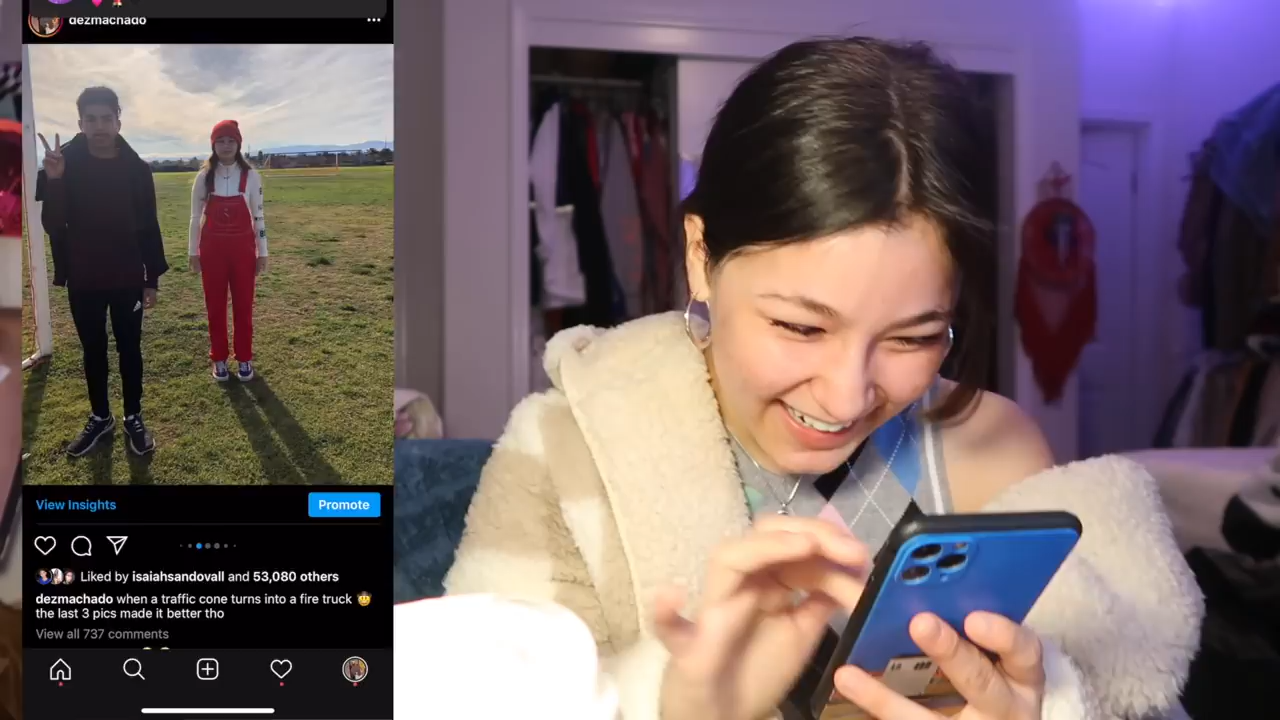 dezmachado
View Insights
Promote
Liked by isaiahsandovall and 53,080 others
dezmachado when a traffic cone turns into a fire truck 🤠
the last 3 pics made it better tho
View all 737 comments